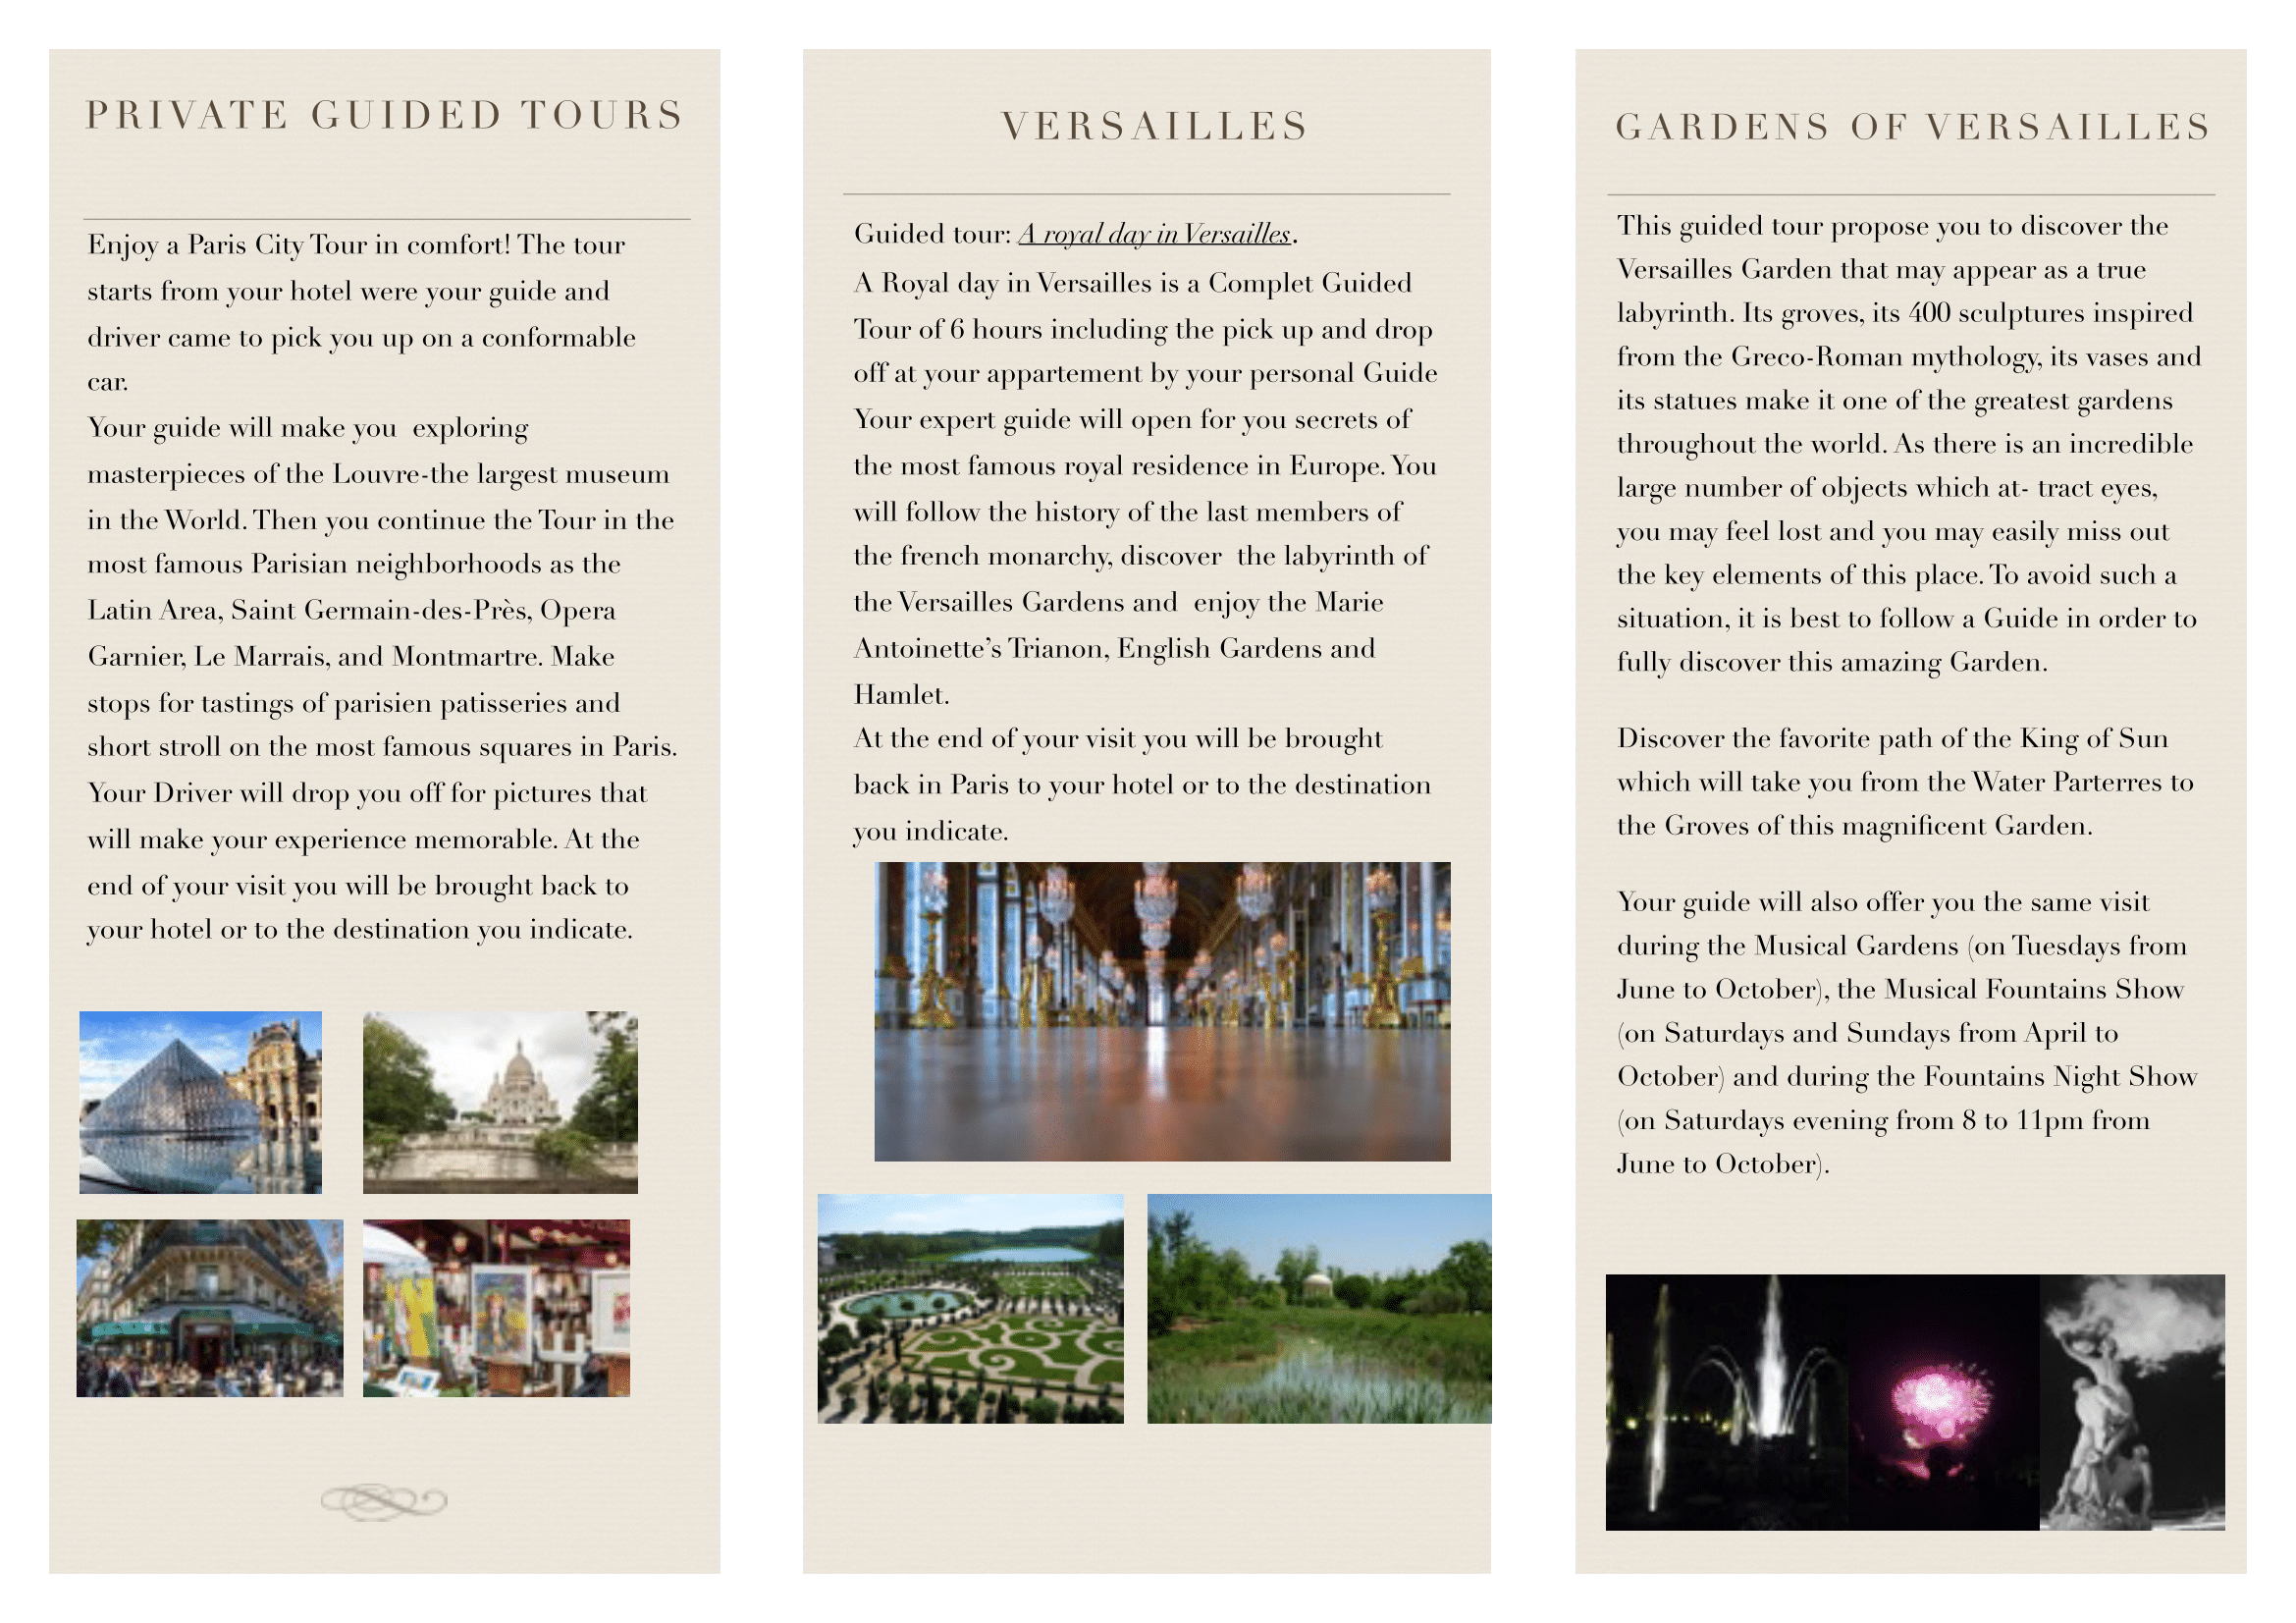 PRIVATE GUIDED TOURS
Enjoy a Paris City Tour in comfort! The tour
starts from your hotel were your guide and
driver came to pick you up on a conformable
car.
Your guide will make you  exploring
masterpieces of the Louvre-the largest museum
in the World. Then you continue the Tour in the
most famous Parisian neighborhoods as the
Latin Area, Saint Germain-des-Près, Opera
Garnier, Le Marrais, and Montmartre. Make
stops for tastings of parisien patisseries and
short stroll on the most famous squares in Paris.
Your Driver will drop you off for pictures that
will make your experience memorable. At the
end of your visit you will be brought back to
your hotel or to the destination you indicate.
VERSAILLES
Guided tour: A royal day in Versailles.
A Royal day in Versailles is a Complet Guided
Tour of 6 hours including the pick up and drop
off at your appartement by your personal Guide
Your expert guide will open for you secrets of
the most famous royal residence in Europe. You
will follow the history of the last members of
the french monarchy, discover  the labyrinth of
the Versailles Gardens and  enjoy the Marie
Antoinette’s Trianon, English Gardens and
Hamlet.
At the end of your visit you will be brought
back in Paris to your hotel or to the destination
you indicate.
GARDENS OF VERSAILLES
This guided tour propose you to discover the
Versailles Garden that may appear as a true
labyrinth. Its groves, its 400 sculptures inspired
from the Greco-Roman mythology, its vases and
its statues make it one of the greatest gardens
throughout the world. As there is an incredible
large number of objects which at- tract eyes,
you may feel lost and you may easily miss out
the key elements of this place. To avoid such a
situation, it is best to follow a Guide in order to
fully discover this amazing Garden.
Discover the favorite path of the King of Sun
which will take you from the Water Parterres to
the Groves of this magnificent Garden.
Your guide will also offer you the same visit
during the Musical Gardens (on Tuesdays from
June to October), the Musical Fountains Show
(on Saturdays and Sundays from April to
October) and during the Fountains Night Show
(on Saturdays evening from 8 to 11pm from
June to October).